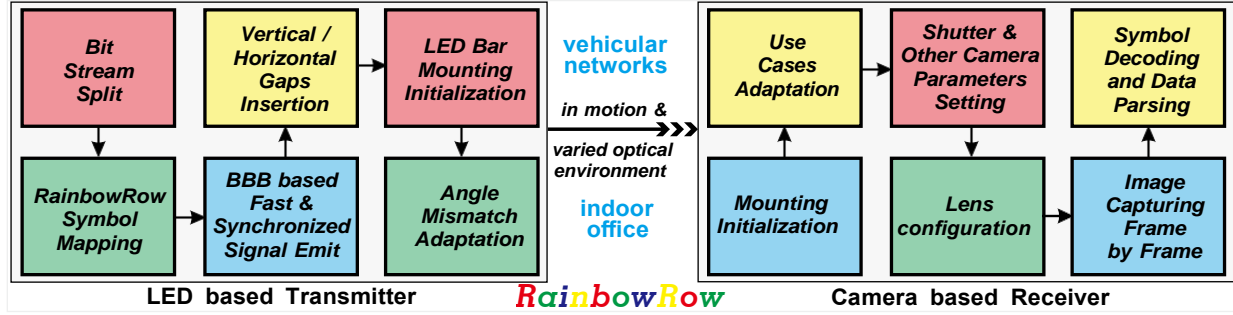 Bit
Stream
Split
Vertical /
Horizontal
Gaps
Insertion
LED Bar
Mounting
Initialization
RainbowRow
Symbol
Mapping
BBB based
Fast &
Synchronized
Signal Emit
Angle
Mismatch
Adaptation
LED based Transmitter
vehicular
networks
in motion &
varied optical
environment
indoor
office
RainbowRow
Use
Cases
Adaptation
Shutter &
Other Camera
Parameters
Setting
Symbol
Decoding
and Data
Parsing
Mounting
Initialization
Lens
configuration
Image
Capturing
Frame
by Frame
Camera based Receiver